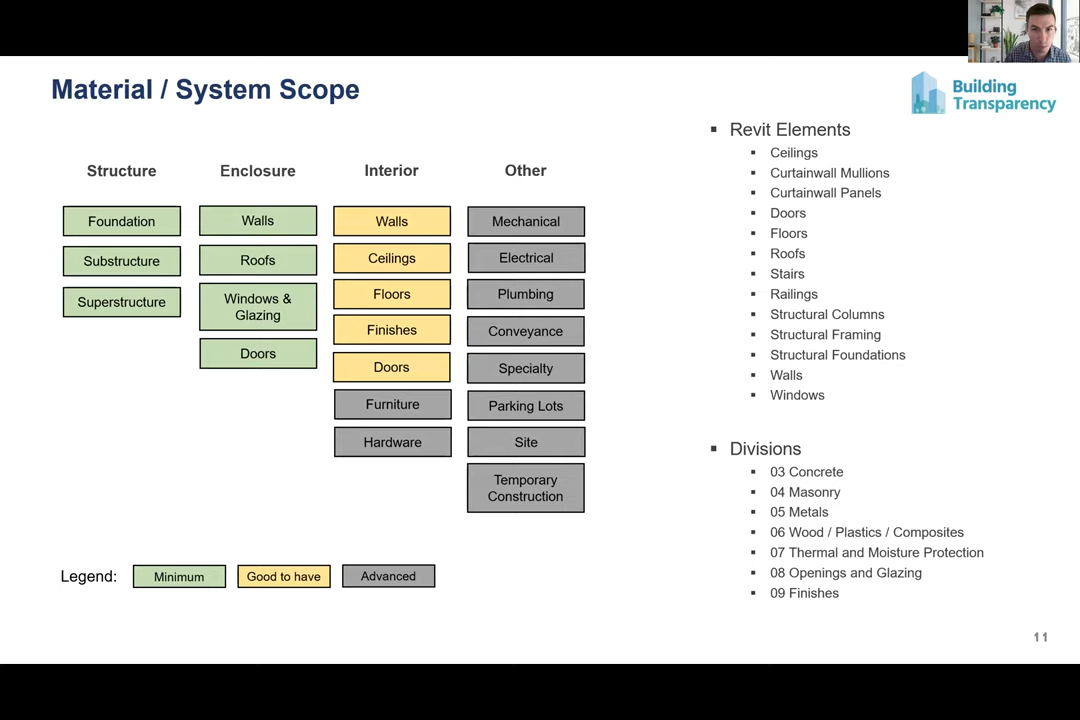 Material / System Scope
Building
Transparency
Structure
Foundation
Substructure
Superstructure
Enclosure
Walls
Roofs
Windows &
Glazing
Doors
Interior
Walls
Ceilings
Floors
Finishes
Doors
Furniture
Hardware
Other
Mechanical
Electrical
Plumbing
Conveyance
Specialty
Parking Lots
Site
Temporary
Construction
Legend:
Minimum
Good to have
Advanced
Revit Elements
Ceilings
Curtainwall Mullions
Curtainwall Panels
Doors
Floors
Roofs
Stairs
Railings
Structural Columns
Structural Framing
Structural Foundations
Walls
Windows
Divisions
03 Concrete
04 Masonry
05 Metals
06 Wood / Plastics / Composites
07 Thermal and Moisture Protection
08 Openings and Glazing
09 Finishes
11